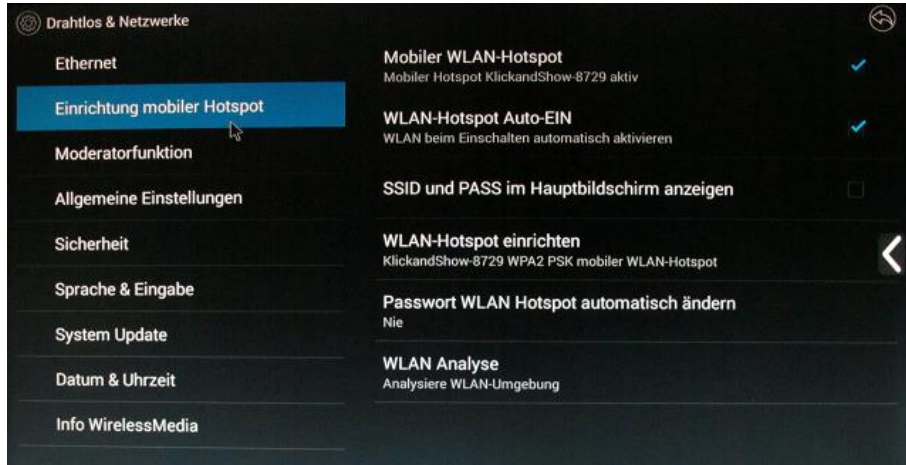 Drahtlos & Netzwerke
Ethernet
Einrichtung mobiler Hotspot
Moderatorfunktion
Allgemeine Einstellungen
Sicherheit
Sprache & Eingabe
System Update
Datum & Uhrzeit
Info WirelessMedia
Mobiler WLAN-Hotspot
Mobiler Hotspot KlickandShow-8729 aktiv
WLAN-Hotspot Auto-EIN
WLAN beim Einschalten automatisch aktivieren
SSID und PASS im Hauptbildschirm anzeigen
WLAN-Hotspot einrichten
KlickandShow-8729 WPA2 PSK mobiler WLAN-Hotspot
Passwort WLAN Hotspot automatisch ändern
Nie
WLAN Analyse
Analysiere WLAN-Umgebung